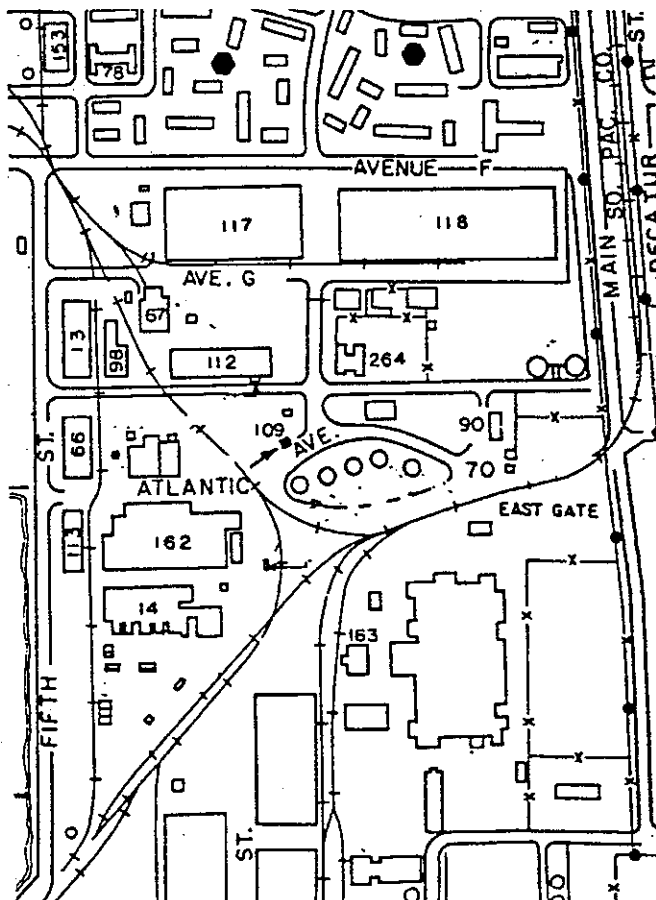 153
78
AVENUE F
117
118
AVE. G
67
13
98
112
264
MAIN SO. PAC. CO.
ST.
DECATUR
109
AVE.
90
70
66
ST.
ATLANTIC
EAST GATE
113
162
14
163
FIFTH
ST.